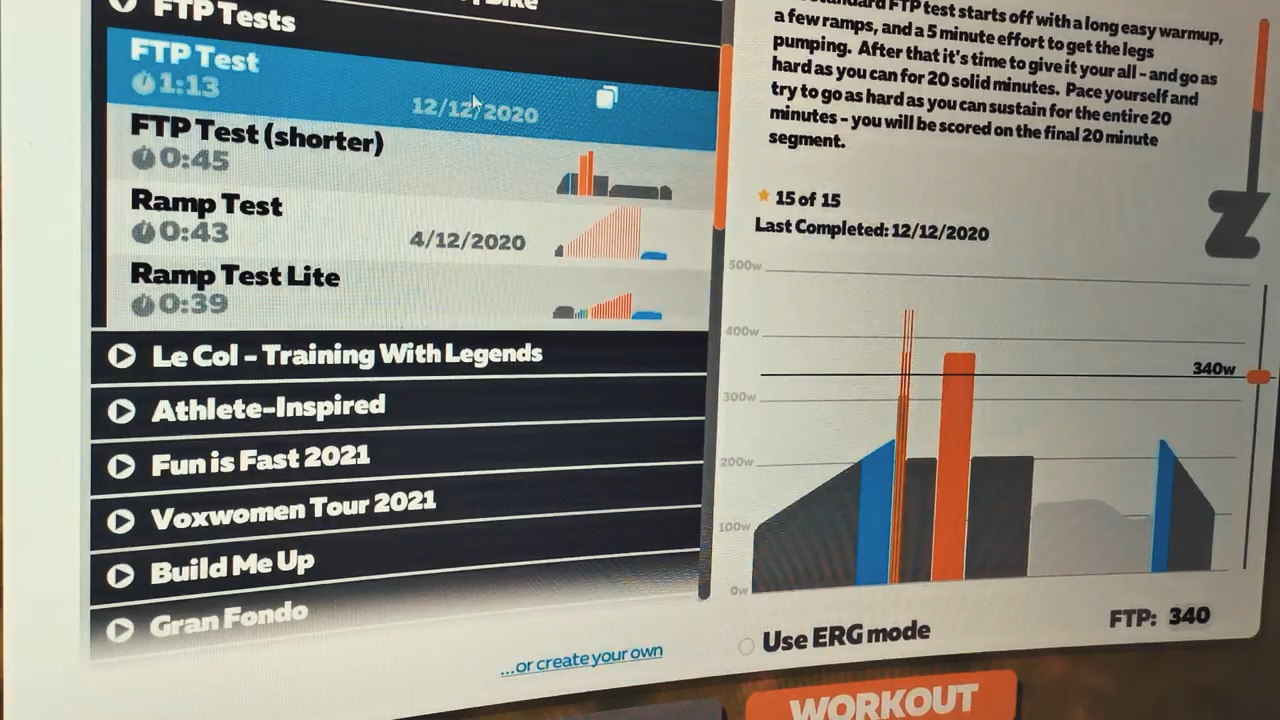 FTP Tests
FTP Test
1:13
12/12/2020
FTP Test (shorter)
0:45
Ramp Test
0:43
4/12/2020
Ramp Test Lite
0:39
Le Col - Training With Legends
Athlete-Inspired
Fun is Fast 2021
Voxwomen Tour 2021
Build Me Up
Gran Fondo
...or create your own
FTP test starts off with a long easy warmup,
a few ramps, and a 5 minute effort to get the legs
pumping. After that it's time to give it your all - and go as
hard as you can for 20 solid minutes. Pace yourself and
try to go as hard as you can sustain for the entire 20
minutes - you will be scored on the final 20 minute
segment.
15 of 15
Last Completed: 12/12/2020
500w
400w
340w
300w
200w
100w
0w
Use ERG mode
FTP: 340
WORKOUT
Z